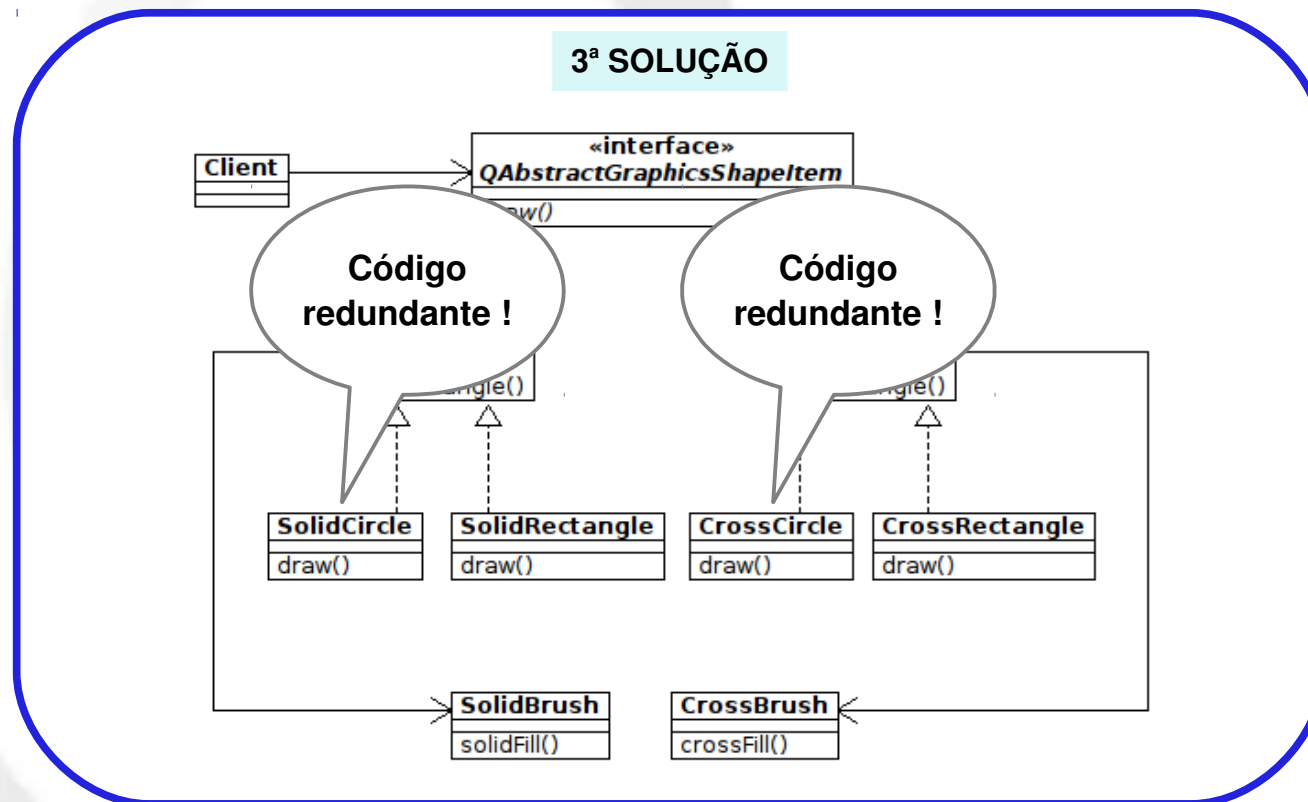 3ª SOLUÇÃO
«interface»
Client
QAbstractGraphicsShapeItem
Código
redundante !
Código
redundante !
SolidCircle
draw()
SolidRectangle
draw()
CrossCircle
draw()
CrossRectangle
draw()
SolidBrush
solidFill()
CrossBrush
crossFill()